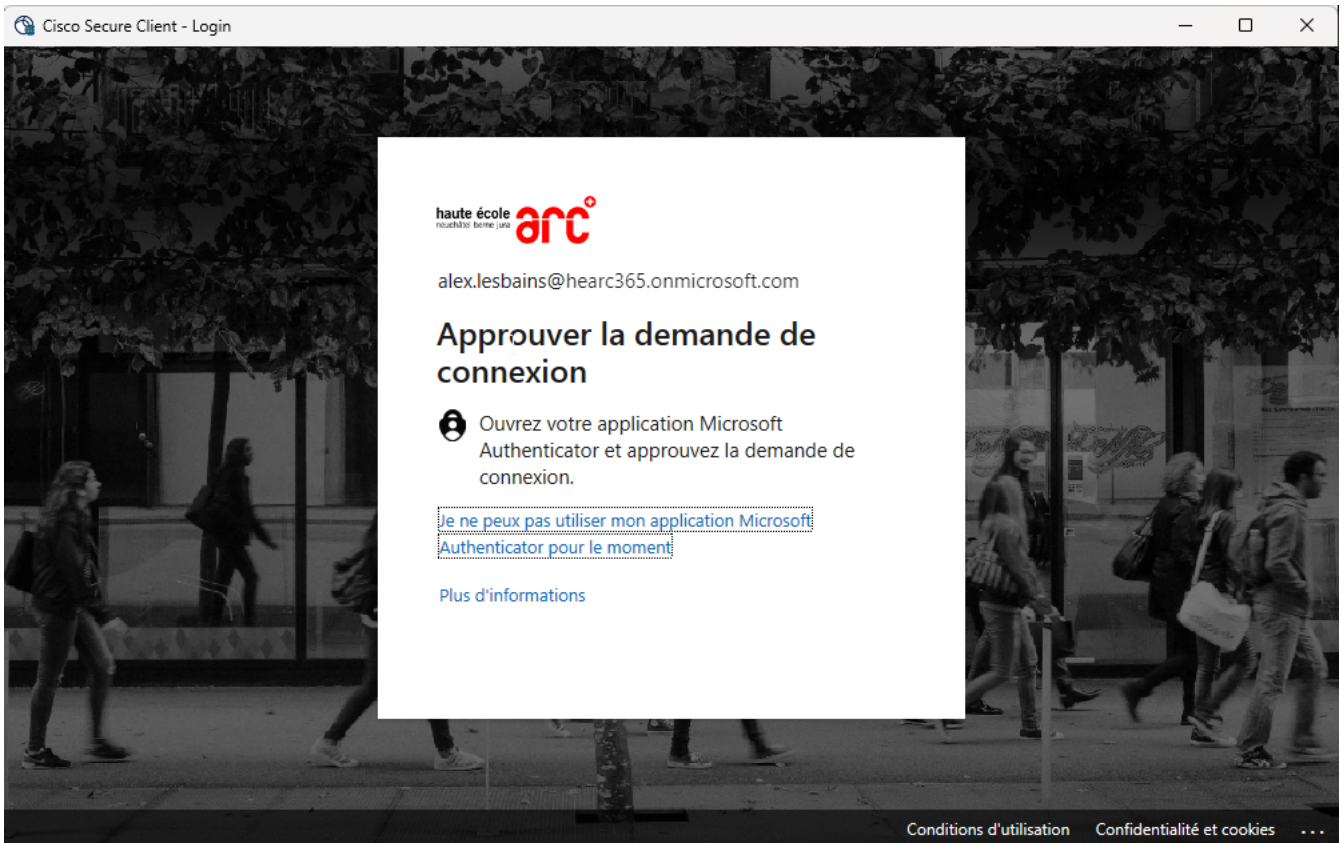 Cisco Secure Client - Login
haute école arc
neuchâtel berne jura
alex.lesbains@hearc365.onmicrosoft.com
Approuver la demande de
connexion
Ouvrez votre application Microsoft
Authenticator et approuvez la demande de
connexion.
Je ne peux pas utiliser mon application Microsoft
Authenticator pour le moment
Plus d'informations
Conditions d'utilisation Confidentialité et cookies ...